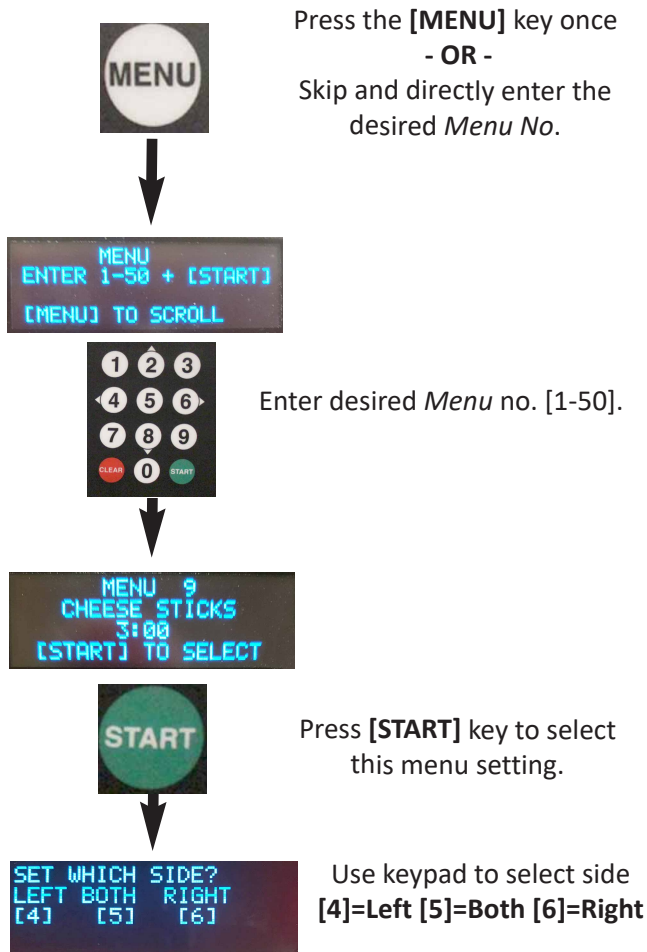 Press the [MENU] key once
- OR -
Skip and directly enter the
desired Menu No.
MENU
MENU
ENTER 1-50 + [START]
[MENU] TO SCROLL
1 2 3
4 5 6
7 8 9
CLEAR 0 START
Enter desired Menu no. [1-50].
MENU 9
CHEESE STICKS
3:00
[START] TO SELECT
START
Press [START] key to select
this menu setting.
SET WHICH SIDE?
LEFT BOTH RIGHT
[4] [5] [6]
Use keypad to select side
[4]=Left [5]=Both [6]=Right